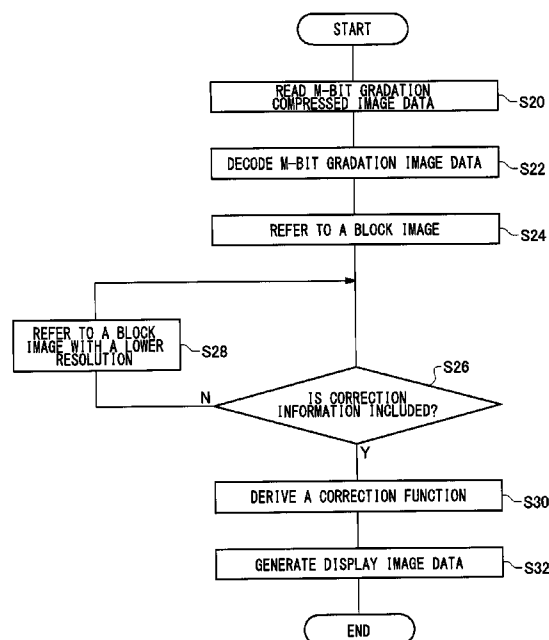 START
READ M-BIT GRADATION
COMPRESSED IMAGE DATA
S20
DECODE M-BIT GRADATION IMAGE DATA
S22
REFER TO A BLOCK IMAGE
S24
REFER TO A BLOCK
IMAGE WITH A LOWER
RESOLUTION
S28
S26
IS CORRECTION
INFORMATION INCLUDED?
N
Y
DERIVE A CORRECTION FUNCTION
S30
GENERATE DISPLAY IMAGE DATA
S32
END